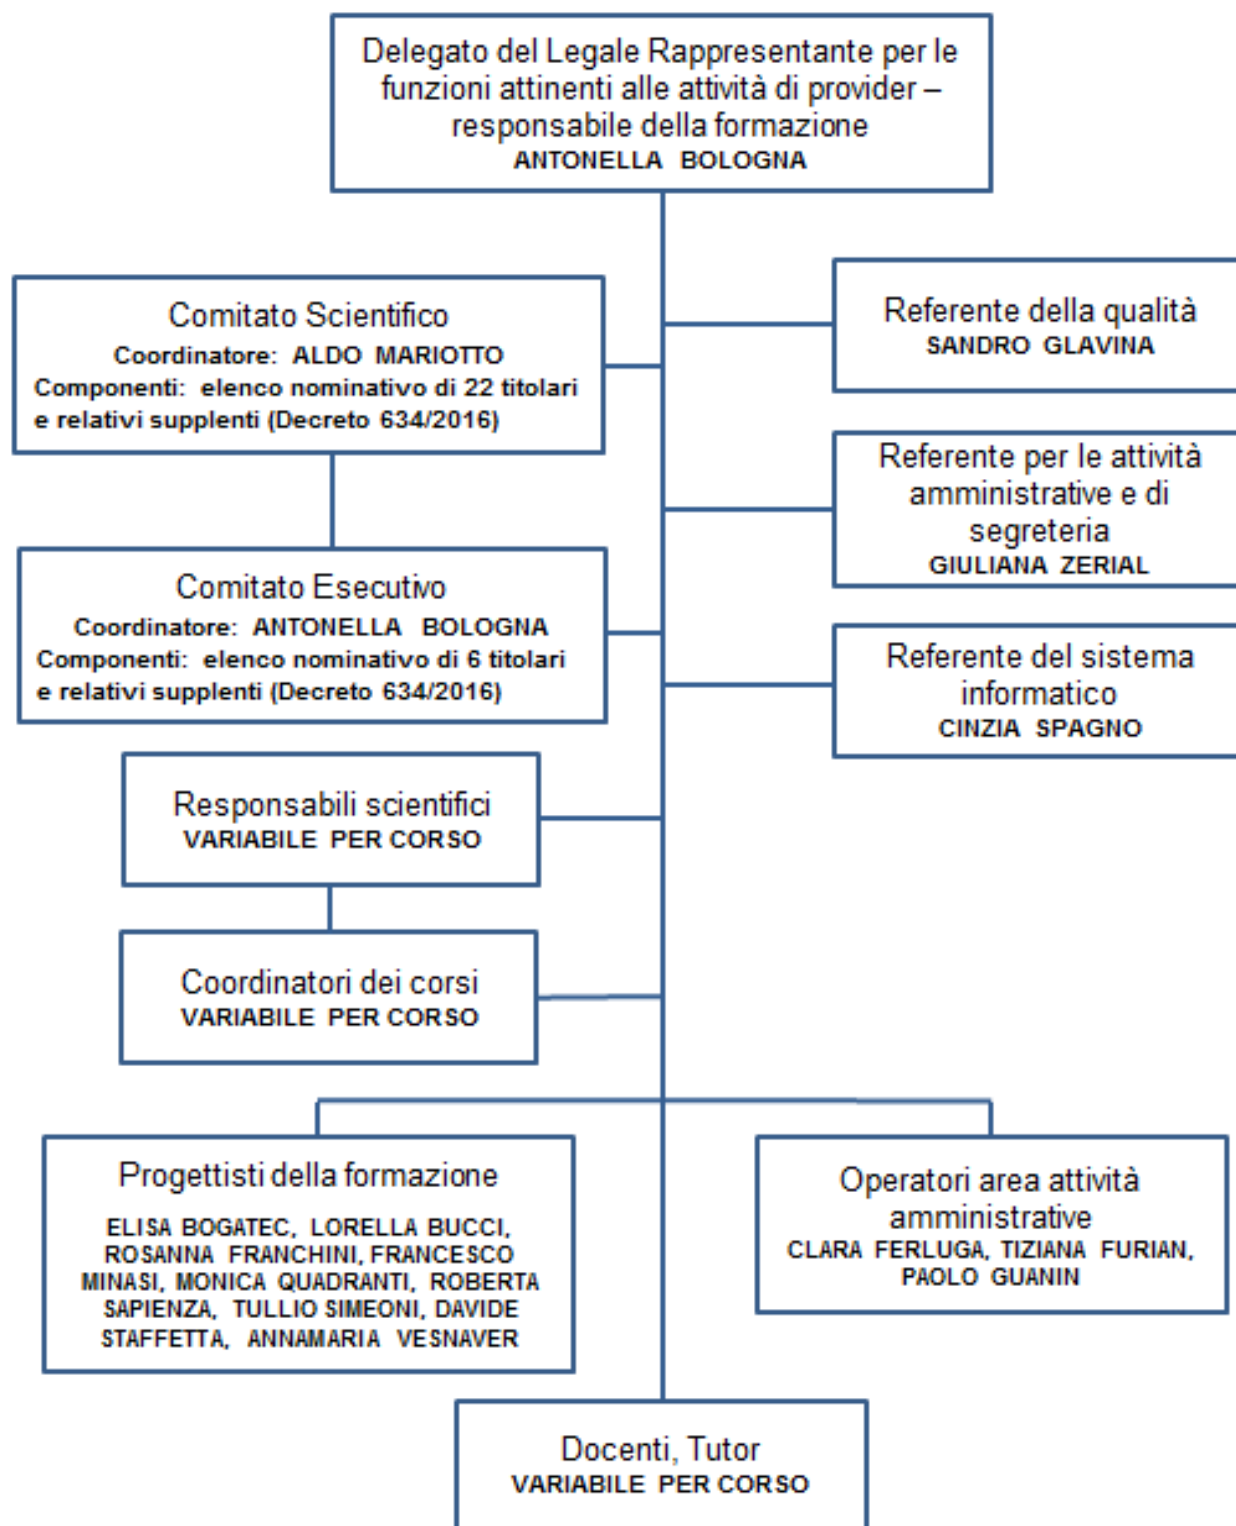 Delegato del Legale Rappresentante per le
funzioni attinenti alle attività di provider –
responsabile della formazione
ANTONELLA BOLOGNA
Comitato Scientifico
Coordinatore: ALDO MARIOTTO
Componenti: elenco nominativo di 22 titolari
e relativi supplenti (Decreto 634/2016)
Referente della qualità
SANDRO GLAVINA
Referente per le attività
amministrative e di
segreteria
GIULIANA ZERIAL
Comitato Esecutivo
Coordinatore: ANTONELLA BOLOGNA
Componenti: elenco nominativo di 6 titolari
e relativi supplenti (Decreto 634/2016)
Referente del sistema
informatico
CINZIA SPAGNO
Responsabili scientifici
VARIABILE PER CORSO
Coordinatori dei corsi
VARIABILE PER CORSO
Progettisti della formazione
ELISA BOGATEC, LORELLA BUCCI,
ROSANNA FRANCHINI, FRANCESCO
MINASI, MONICA QUADRANTI, ROBERTA
SAPIENZA, TULLIO SIMEONI, DAVIDE
STAFFETTA, ANNAMARIA VESNAVER
Operatori area attività
amministrative
CLARA FERLUGA, TIZIANA FURIAN,
PAOLO GUANIN
Docenti, Tutor
VARIABILE PER CORSO